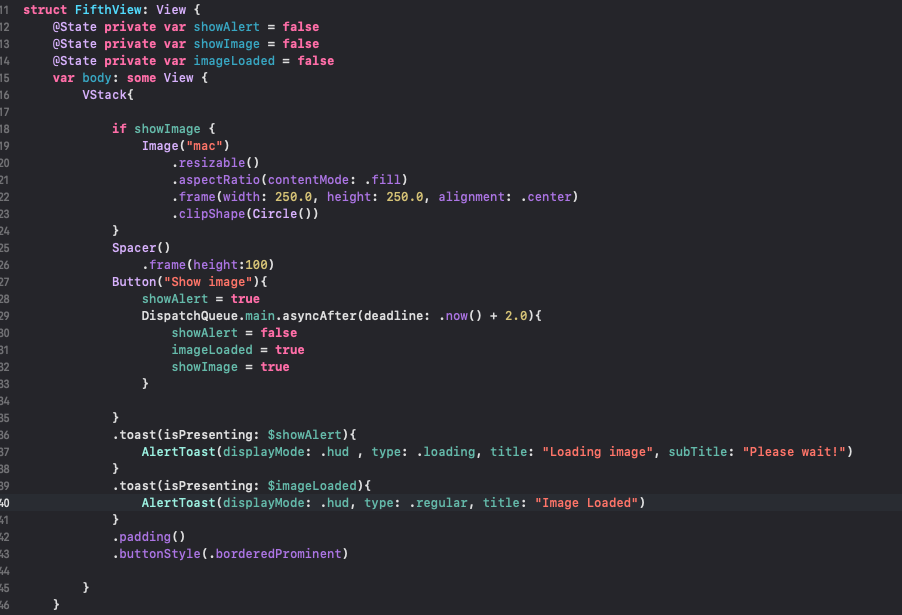 11 struct FifthView: View {
12     @State private var showAlert = false
13     @State private var showImage = false
14     @State private var imageLoaded = false
15     var body: some View {
16         VStack{
17
18             if showImage {
19                 Image("mac")
20                     .resizable()
21                     .aspectRatio(contentMode: .fill)
22                     .frame(width: 250.0, height: 250.0, alignment: .center)
23                     .clipShape(Circle())
24             }
25             Spacer()
26                 .frame(height:100)
27             Button("Show image"){
28                 showAlert = true
29                 DispatchQueue.main.asyncAfter(deadline: .now() + 2.0){
30                     showAlert = false
31                     imageLoaded = true
32                     showImage = true
33                 }
34
35             }
36             .toast(isPresenting: $showAlert){
37                 AlertToast(displayMode: .hud , type: .loading, title: "Loading image", subTitle: "Please wait!")
38             }
39             .toast(isPresenting: $imageLoaded){
40                 AlertToast(displayMode: .hud, type: .regular, title: "Image Loaded")
41             }
42             .padding()
43             .buttonStyle(.borderedProminent)
44
45         }
46     }